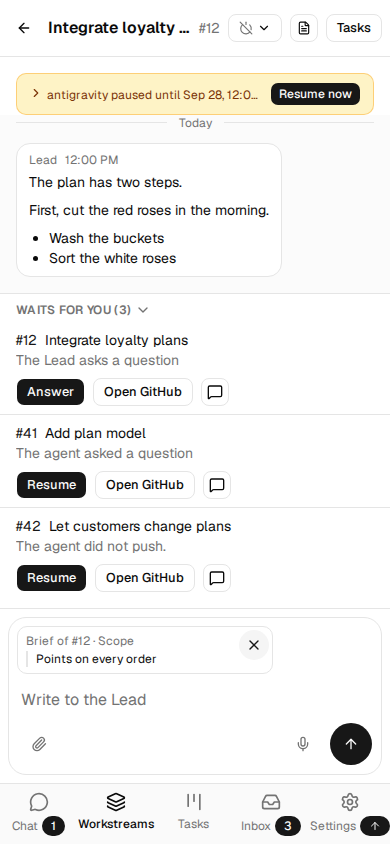 Integrate loyalty ... #12 Tasks
antigravity paused until Sep 28, 12:0... Resume now
Today
Lead 12:00 PM
The plan has two steps.
First, cut the red roses in the morning.
• Wash the buckets
• Sort the white roses
WAITS FOR YOU (3)
#12 Integrate loyalty plans
The Lead asks a question
Answer Open GitHub
#41 Add plan model
The agent asked a question
Resume Open GitHub
#42 Let customers change plans
The agent did not push.
Resume Open GitHub
Brief of #12 · Scope
Points on every order
Write to the Lead
Chat 1 Workstreams Tasks Inbox 3 Settings